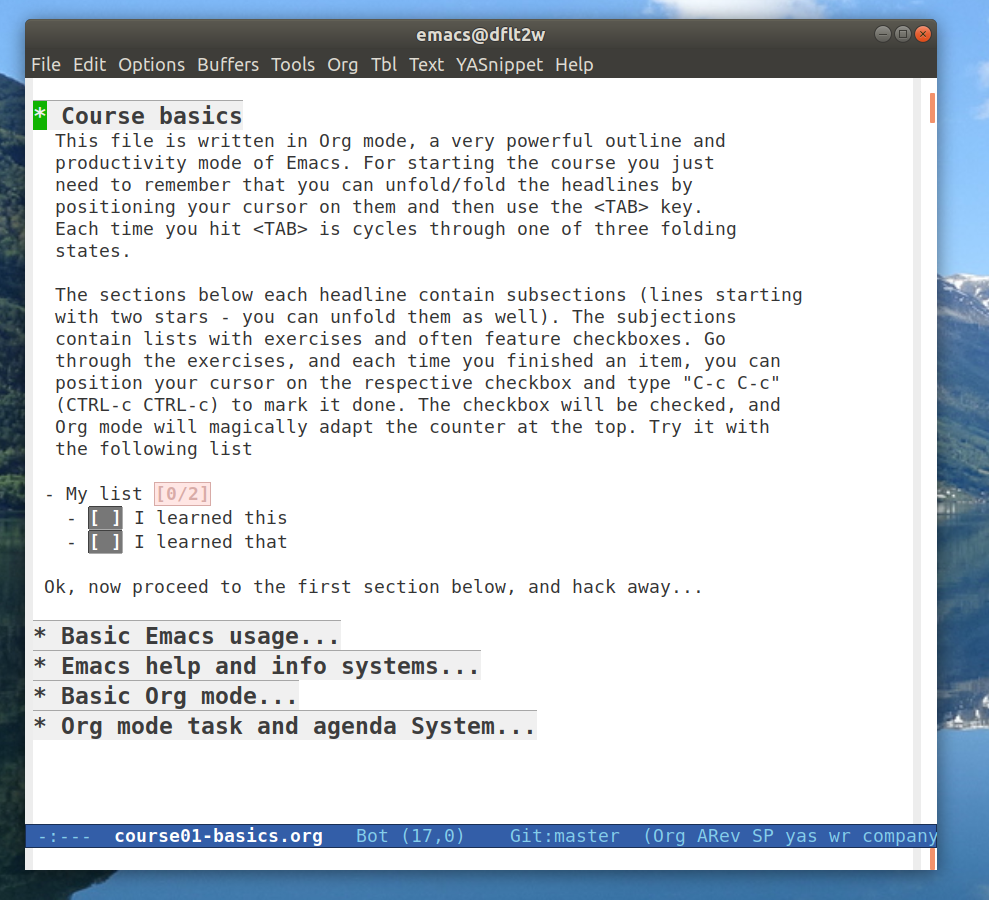 emacs@dflt2w
File Edit Options Buffers Tools Org Tbl Text YASnippet Help
* Course basics
This file is written in Org mode, a very powerful outline and
productivity mode of Emacs. For starting the course you just
need to remember that you can unfold/fold the headlines by
positioning your cursor on them and then use the <TAB> key.
Each time you hit <TAB> is cycles through one of three folding
states.
The sections below each headline contain subsections (lines starting
with two stars - you can unfold them as well). The subjections
contain lists with exercises and often feature checkboxes. Go
through the exercises, and each time you finished an item, you can
position your cursor on the respective checkbox and type "C-c C-c"
(CTRL-c CTRL-c) to mark it done. The checkbox will be checked, and
Org mode will magically adapt the counter at the top. Try it with
the following list
- My list [0/2]
- [ ] I learned this
- [ ] I learned that
Ok, now proceed to the first section below, and hack away...
* Basic Emacs usage...
* Emacs help and info systems...
* Basic Org mode...
* Org mode task and agenda System...
-:--- course01-basics.org Bot (17,0) Git:master (Org ARev SP yas wr company